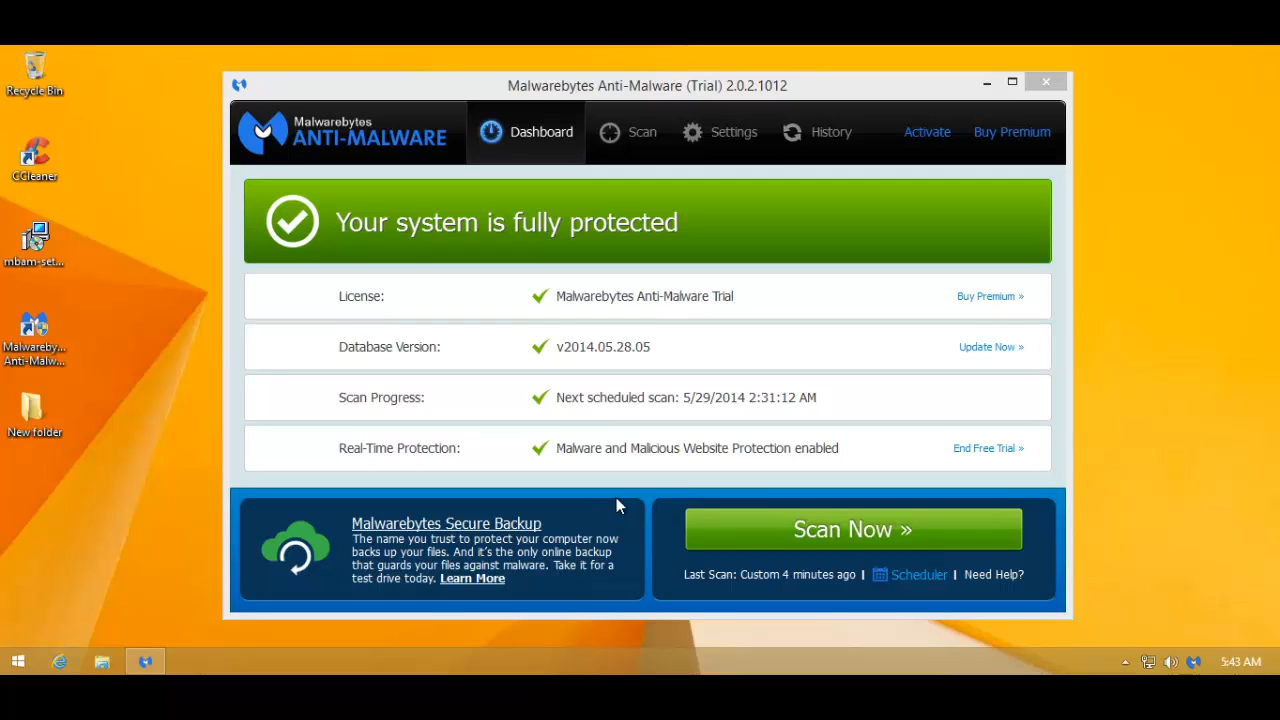 Recycle Bin
CCleaner
mbam-set...
Malwareby...
Anti-Malw...
New folder
Malwarebytes Anti-Malware (Trial) 2.0.2.1012
Malwarebytes
ANTI-MALWARE
Dashboard
Scan
Settings
History
Activate
Buy Premium
Your system is fully protected
License:
Malwarebytes Anti-Malware Trial
Buy Premium »
Database Version:
v2014.05.28.05
Update Now »
Scan Progress:
Next scheduled scan: 5/29/2014 2:31:12 AM
Real-Time Protection:
Malware and Malicious Website Protection enabled
End Free Trial »
Malwarebytes Secure Backup
The name you trust to protect your computer now
backs up your files. And it's the only online backup
that guards your files against malware. Take it for a
test drive today. Learn More
Scan Now »
Last Scan: Custom 4 minutes ago | Scheduler | Need Help?
5:43 AM